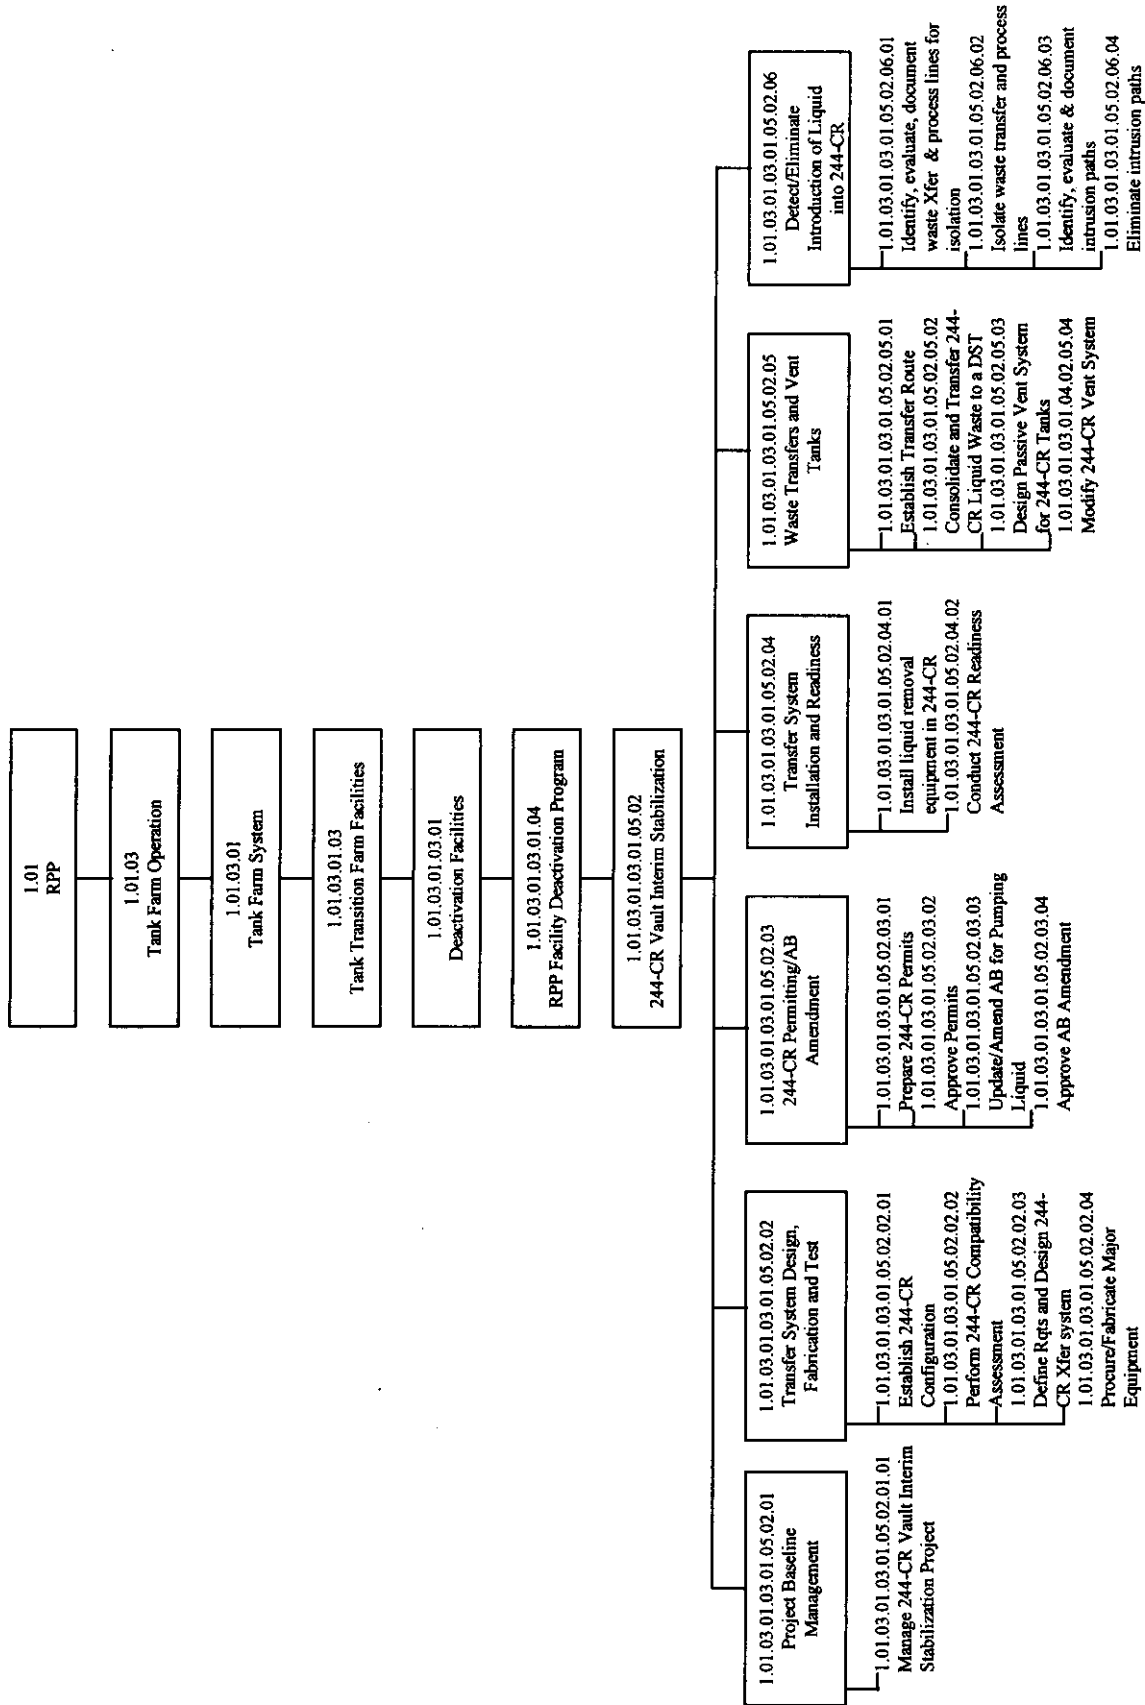 1.01
RPP
1.01.03
Tank Farm Operation
1.01.03.01
Tank Farm System
1.01.03.01.03
Tank Transition Farm Facilities
1.01.03.01.03.01
Deactivation Facilities
1.01.03.01.03.01.04
RPP Facility Deactivation Program
1.01.03.01.03.01.05.02
244-CR Vault Interim Stabilization
1.01.03.01.03.01.05.02.01
Project Baseline
Management
1.01.03.01.03.01.05.02.01.01
Manage 244-CR Vault Interim
Stabilization Project
1.01.03.01.03.01.05.02.02
Transfer System Design,
Fabrication and Test
1.01.03.01.03.01.05.02.02.01
Establish 244-CR
Configuration
1.01.03.01.03.01.05.02.02.02
Perform 244-CR Compatibility
Assessment
1.01.03.01.03.01.05.02.02.03
Define Rqts and Design 244-
CR Xfer system
1.01.03.01.03.01.05.02.02.04
Procure/Fabricate Major
Equipment
1.01.03.01.03.01.05.02.03
244-CR Permitting/AB
Amendment
1.01.03.01.03.01.05.02.03.01
Prepare 244-CR Permits
1.01.03.01.03.01.05.02.03.02
Approve Permits
1.01.03.01.03.01.05.02.03.03
Update/Amend AB for Pumping
Liquid
1.01.03.01.03.01.05.02.03.04
Approve AB Amendment
1.01.03.01.03.01.05.02.04
Transfer System
Installation and Readiness
1.01.03.01.03.01.05.02.04.01
Install liquid removal
equipment in 244-CR
1.01.03.01.03.01.05.02.04.02
Conduct 244-CR Readiness
Assessment
1.01.03.01.03.01.05.02.05
Waste Transfers and Vent
Tanks
1.01.03.01.03.01.05.02.05.01
Establish Transfer Route
1.01.03.01.03.01.05.02.05.02
Consolidate and Transfer 244-
CR Liquid Waste to a DST
1.01.03.01.03.01.05.02.05.03
Design Passive Vent System
for 244-CR Tanks
1.01.03.01.03.01.04.02.05.04
Modify 244-CR Vent System
1.01.03.01.03.01.05.02.06
Detect/Eliminate
Introduction of Liquid
into 244-CR
1.01.03.01.03.01.05.02.06.01
Identify, evaluate, document
waste Xfer & process lines for
isolation
1.01.03.01.03.01.05.02.06.02
Isolate waste transfer and process
lines
1.01.03.01.03.01.05.02.06.03
Identify, evaluate & document
intrusion paths
1.01.03.01.03.01.05.02.06.04
Eliminate intrusion paths